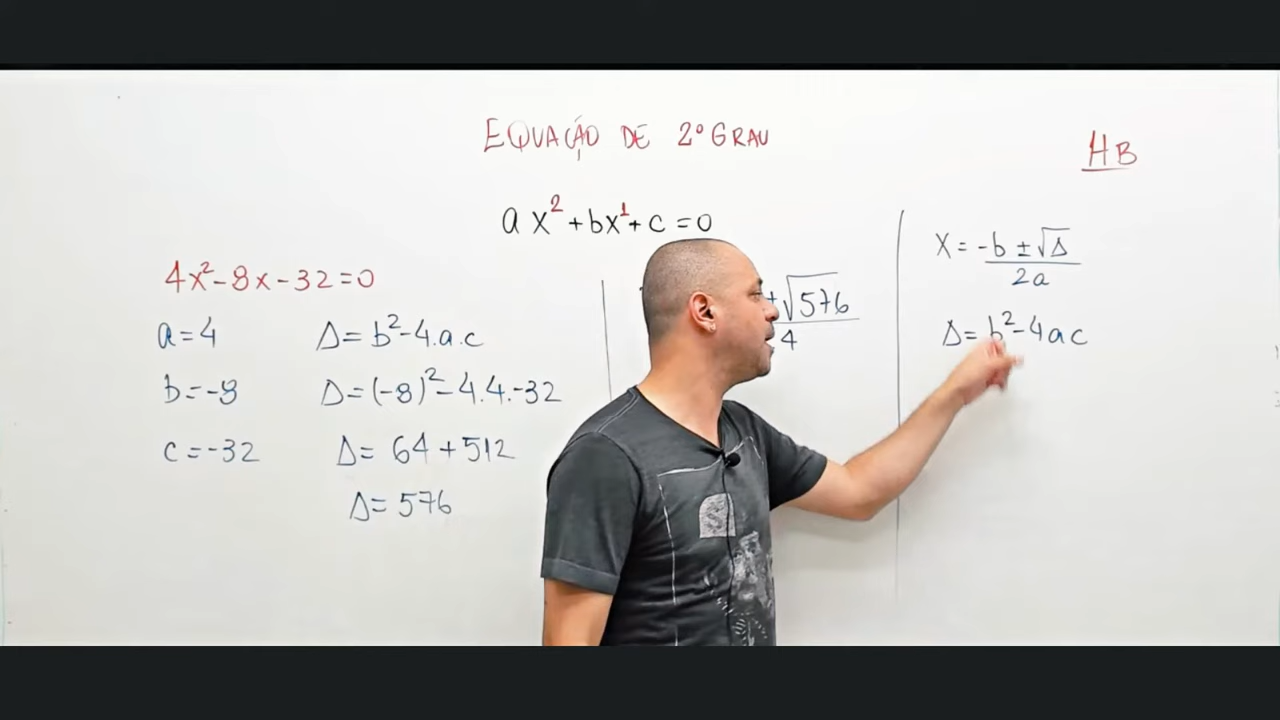 EQUAÇÃO DE 2º GRAU
HB
ax²+bx¹+c=0
4x²-8x-32=0
a=4
b=-8
c=-32
Δ=b²-4.a.c
Δ=(-8)²-4.4.-32
Δ=64+512
Δ=576
±√576
4
X=-b±√Δ
2a
Δ=b²-4ac